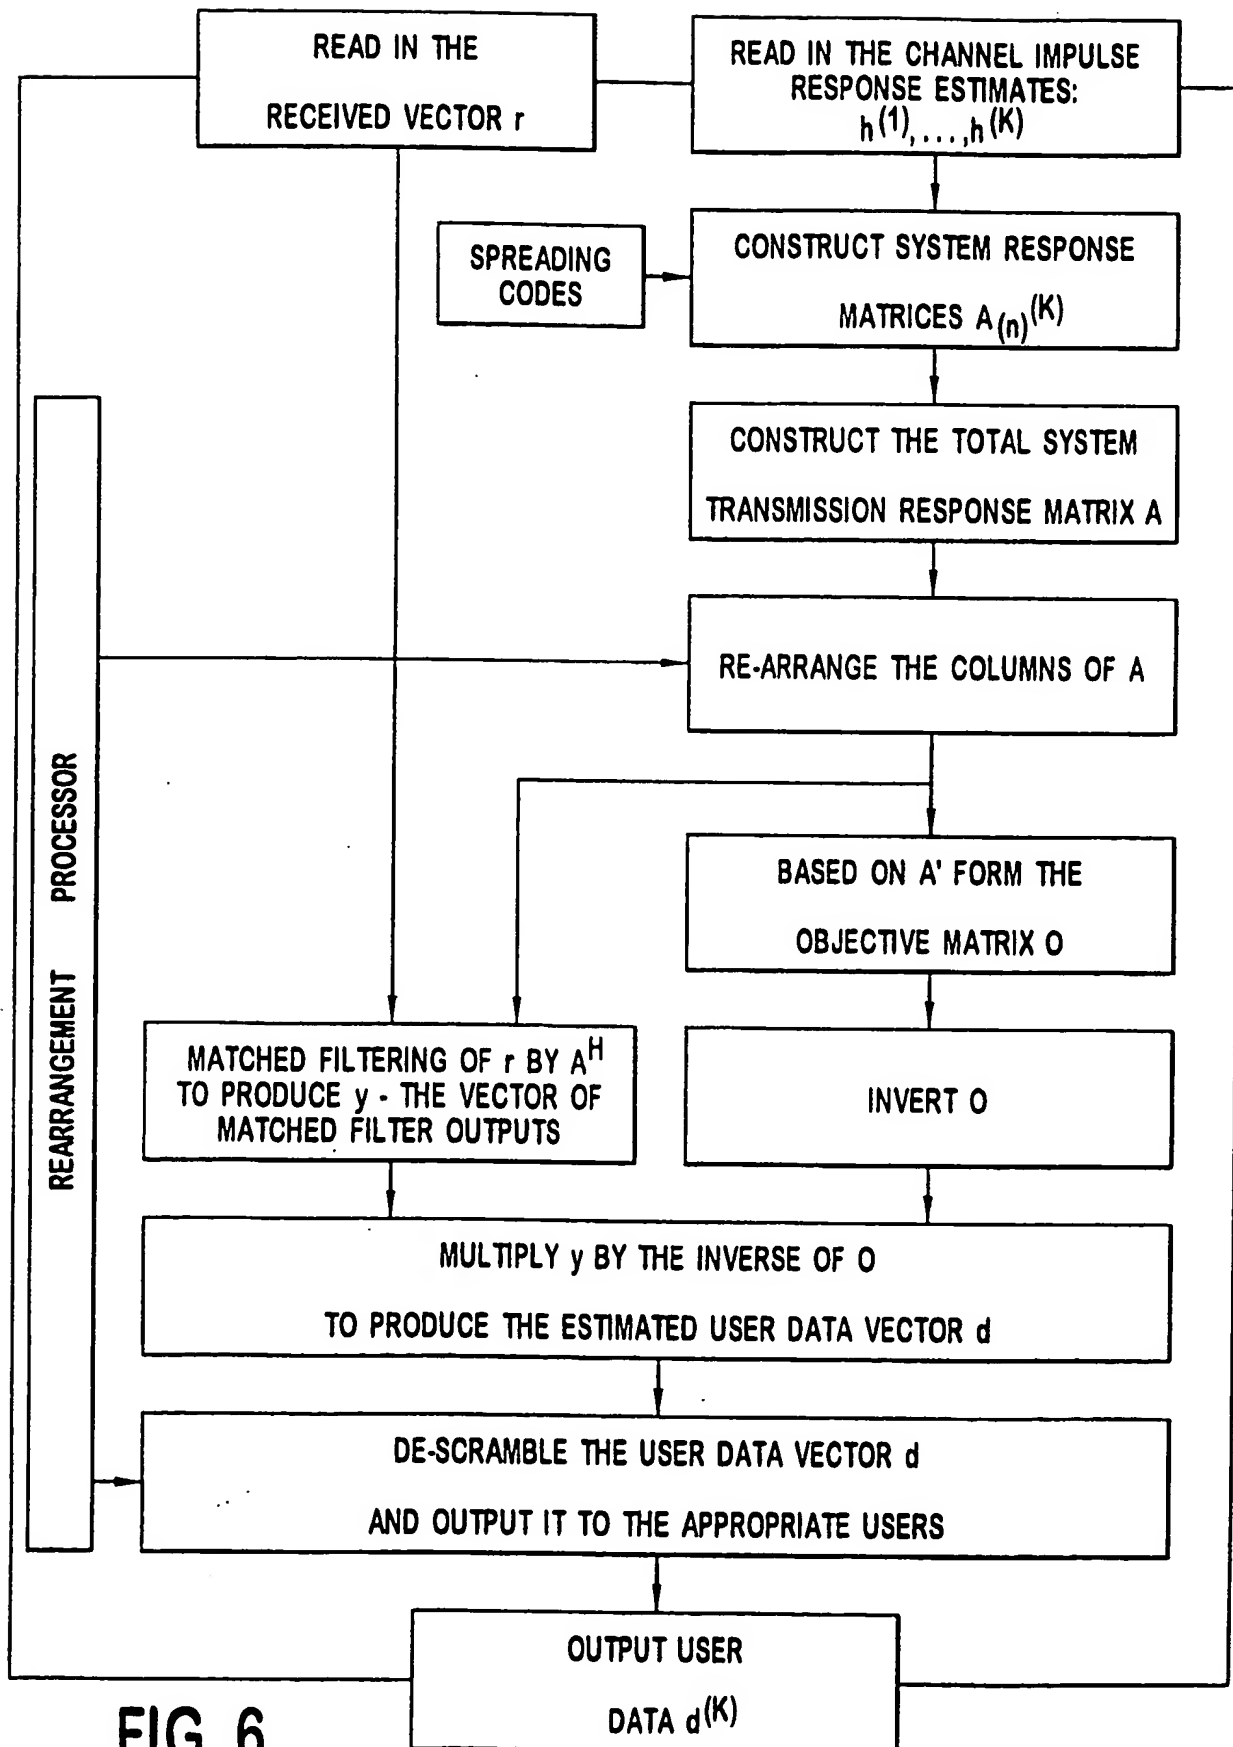 READ IN THE
RECEIVED VECTOR r
READ IN THE CHANNEL IMPULSE
RESPONSE ESTIMATES:
h(1),...,h(K)
SPREADING
CODES
CONSTRUCT SYSTEM RESPONSE
MATRICES A(n)(K)
CONSTRUCT THE TOTAL SYSTEM
TRANSMISSION RESPONSE MATRIX A
RE-ARRANGE THE COLUMNS OF A
REARRANGEMENT PROCESSOR
BASED ON A' FORM THE
OBJECTIVE MATRIX O
MATCHED FILTERING OF r BY AH
TO PRODUCE y - THE VECTOR OF
MATCHED FILTER OUTPUTS
INVERT O
MULTIPLY y BY THE INVERSE OF O
TO PRODUCE THE ESTIMATED USER DATA VECTOR d
DE-SCRAMBLE THE USER DATA VECTOR d
AND OUTPUT IT TO THE APPROPRIATE USERS
OUTPUT USER
DATA d(K)
FIG. 6